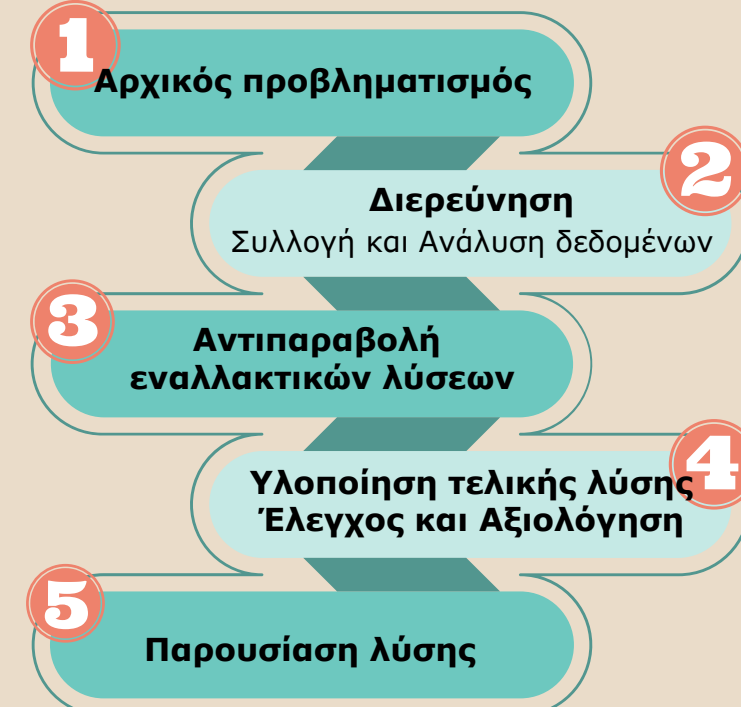 1
Αρχικός προβληματισμός
2
Διερεύνηση
Συλλογή και Ανάλυση δεδομένων
3
Αντιπαραβολή
εναλλακτικών λύσεων
4
Υλοποίηση τελικής λύσης
Έλεγχος και Αξιολόγηση
5
Παρουσίαση λύσης